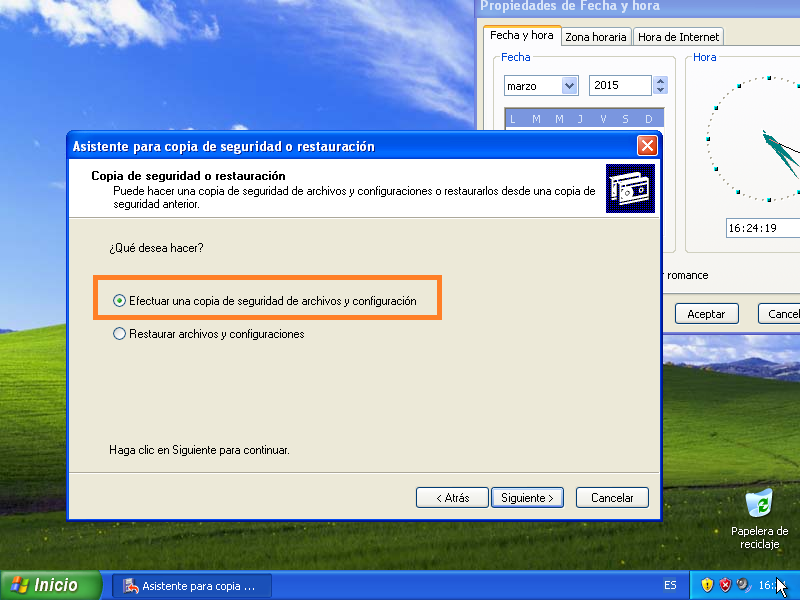 Propiedades de Fecha y hora
Fecha y hora
Zona horaria
Hora de Internet
Fecha
Hora
marzo
2015
L M M J V S D
16:24:19
romance
Aceptar
Asistente para copia de seguridad o restauración
Copia de seguridad o restauración
Puede hacer una copia de seguridad de archivos y configuraciones o restaurarlos desde una copia de
seguridad anterior.
¿Qué desea hacer?
Efectuar una copia de seguridad de archivos y configuración
Restaurar archivos y configuraciones
Haga clic en Siguiente para continuar.
< Atrás
Siguiente >
Cancelar
Papelera de
reciclaje
Inicio
Asistente para copia ...
ES